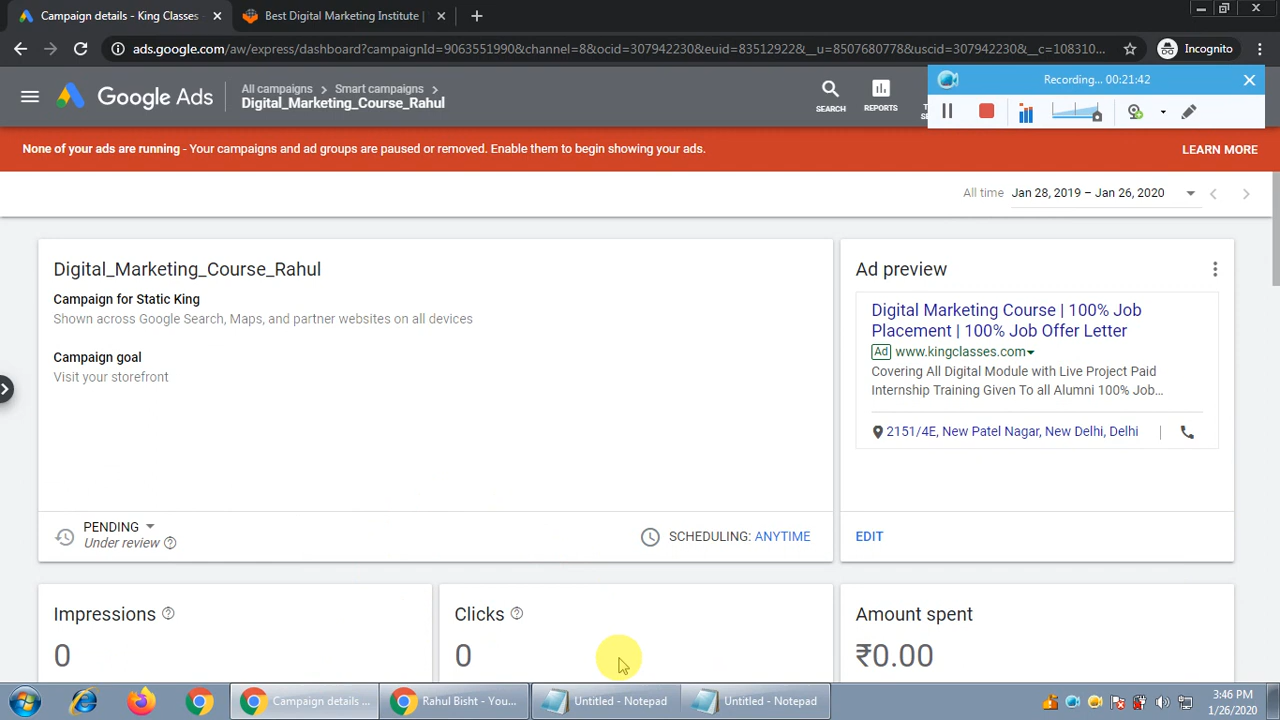 Campaign details - King Classes
Best Digital Marketing Institute |
ads.google.com/aw/express/dashboard?campaignId=9063551990&channel=8&ocid=307942230&euid=83512922&__u=8507680778&uscid=307942230&__c=108310...
Incognito
Recording... 00:21:42
Google Ads
All campaigns > Smart campaigns >
Digital_Marketing_Course_Rahul
SEARCH
REPORTS
None of your ads are running - Your campaigns and ad groups are paused or removed. Enable them to begin showing your ads.
LEARN MORE
All time Jan 28, 2019 – Jan 26, 2020
Digital_Marketing_Course_Rahul
Campaign for Static King
Shown across Google Search, Maps, and partner websites on all devices
Campaign goal
Visit your storefront
PENDING
Under review
SCHEDULING: ANYTIME
Ad preview
Digital Marketing Course | 100% Job
Placement | 100% Job Offer Letter
Ad www.kingclasses.com
Covering All Digital Module with Live Project Paid
Internship Training Given To all Alumni 100% Job...
2151/4E, New Patel Nagar, New Delhi, Delhi
EDIT
Impressions
0
Clicks
0
Amount spent
₹0.00
Campaign details ...
Rahul Bisht - You...
Untitled - Notepad
Untitled - Notepad
3:46 PM
1/26/2020